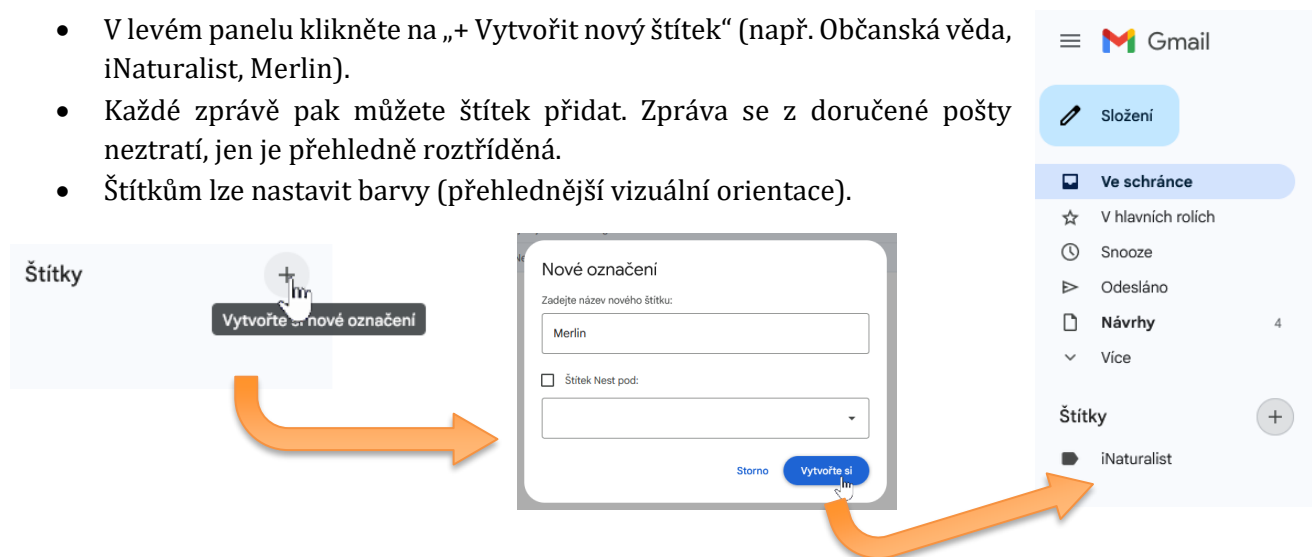 • V levém panelu klikněte na „+ Vytvořit nový štítek“ (např. Občanská věda,
iNaturalist, Merlin).
• Každé zprávě pak můžete štítek přidat. Zpráva se z doručené pošty
neztratí, jen je přehledně roztříděná.
• Štítkům lze nastavit barvy (přehlednější vizuální orientace).
Štítky
Vytvořte si nové označení
Nové označení
Zadejte název nového štítku:
Merlin
Štítek Nest pod:
Storno Vytvořte si
Gmail
Složení
Ve schránce
V hlavních rolích
Snooze
Odesláno
Návrhy 4
Více
Štítky +
iNaturalist